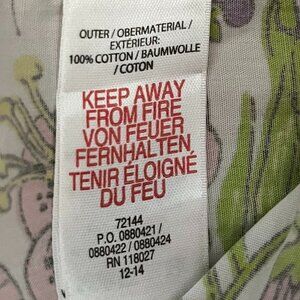 OUTER / OBERMATERIAL /
EXTÉRIEUR:
100% COTTON / BAUMWOLLE
/ COTON
KEEP AWAY
FROM FIRE
VON FEUER
FERNHALTEN
TENIR ÉLOIGNÉ
DU FEU
72144
P.O. 0880421 /
0880422 / 0880424
RN 118027
12-14